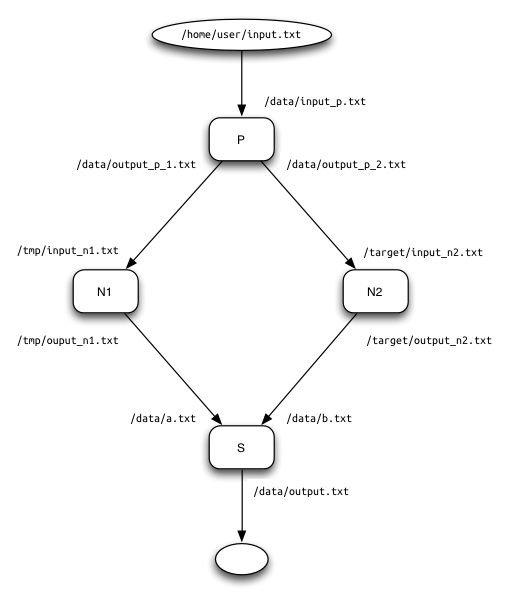 /home/user/input.txt
/data/input_p.txt
P
/data/output_p_1.txt
/data/output_p_2.txt
/tmp/input_n1.txt
/target/input_n2.txt
N1
N2
/tmp/ouput_n1.txt
/target/output_n2.txt
/data/a.txt
/data/b.txt
S
/data/output.txt